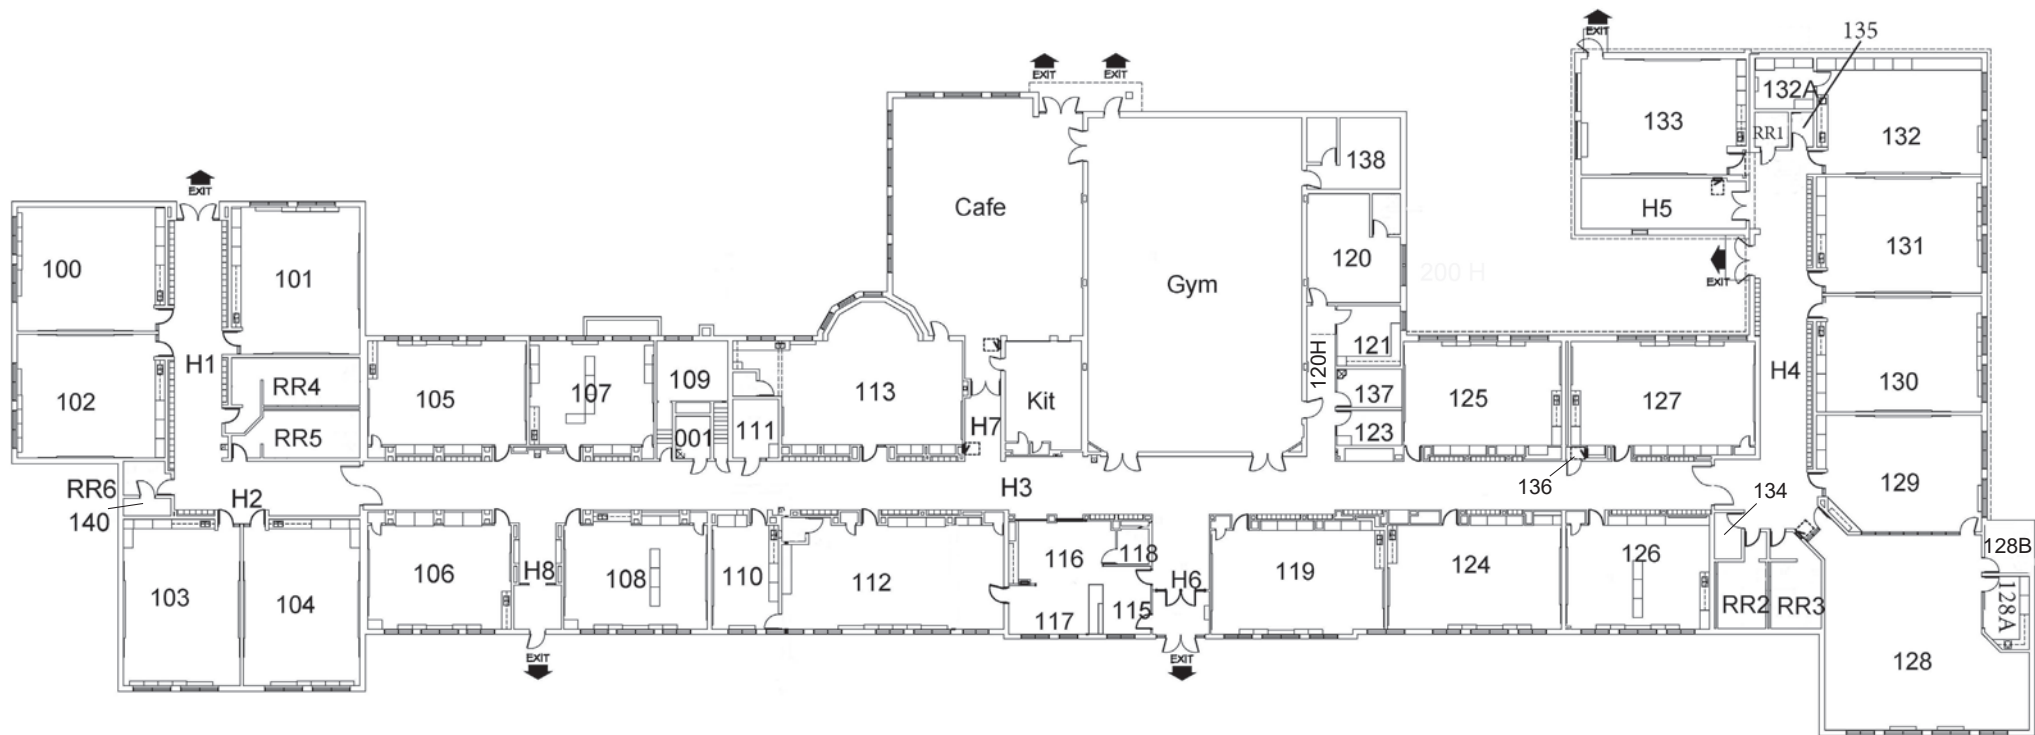 EXIT
135
EXIT EXIT
132A
133
RR1
132
138
EXIT
Cafe
H5
131
100
101
120
200 H
Gym
EXIT
121
120H
H1
109
H4
RR4
105
107
113
130
102
Kit
137
125
127
H7
123
RR5
001
111
RR6
H2
H3
136
134
129
140
118
128B
106
H8
108
110
112
116
119
124
126
H6
103
104
117
115
RR2
RR3
128A
EXIT
EXIT
128